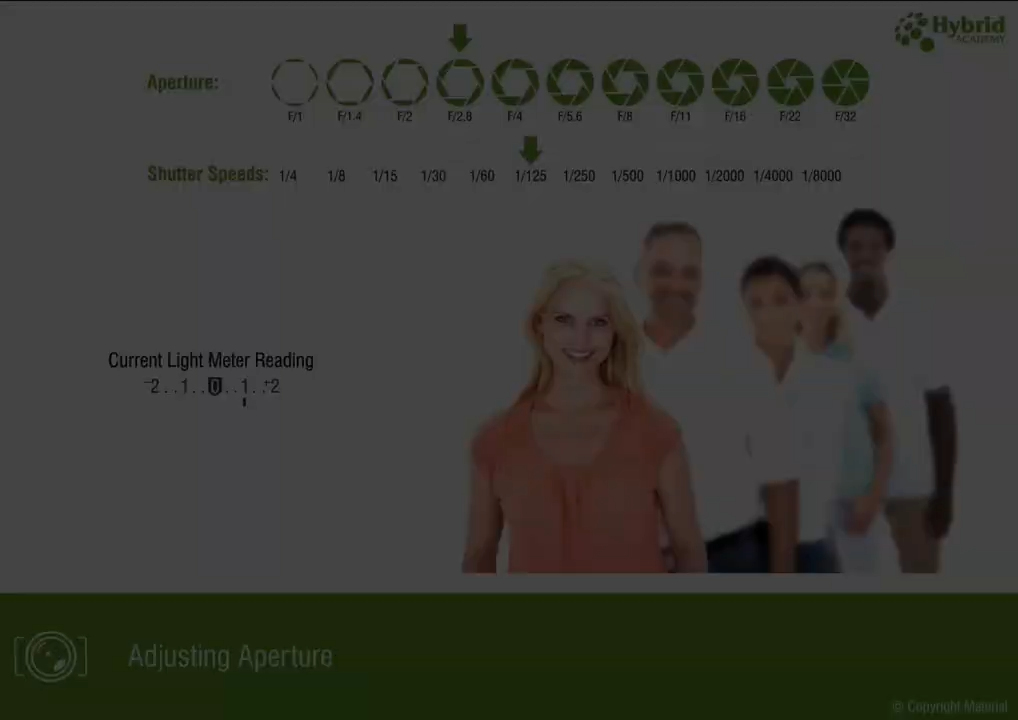 Hybrid
ACADEMY
Aperture:
F/1 F/1.4 F/2 F/2.8 F/4 F/5.6 F/8 F/11 F/16 F/22 F/32
Shutter Speeds: 1/4 1/8 1/15 1/30 1/60 1/125 1/250 1/500 1/1000 1/2000 1/4000 1/8000
Current Light Meter Reading
-2..1..0..1..+2
Adjusting Aperture
© Copyright Material